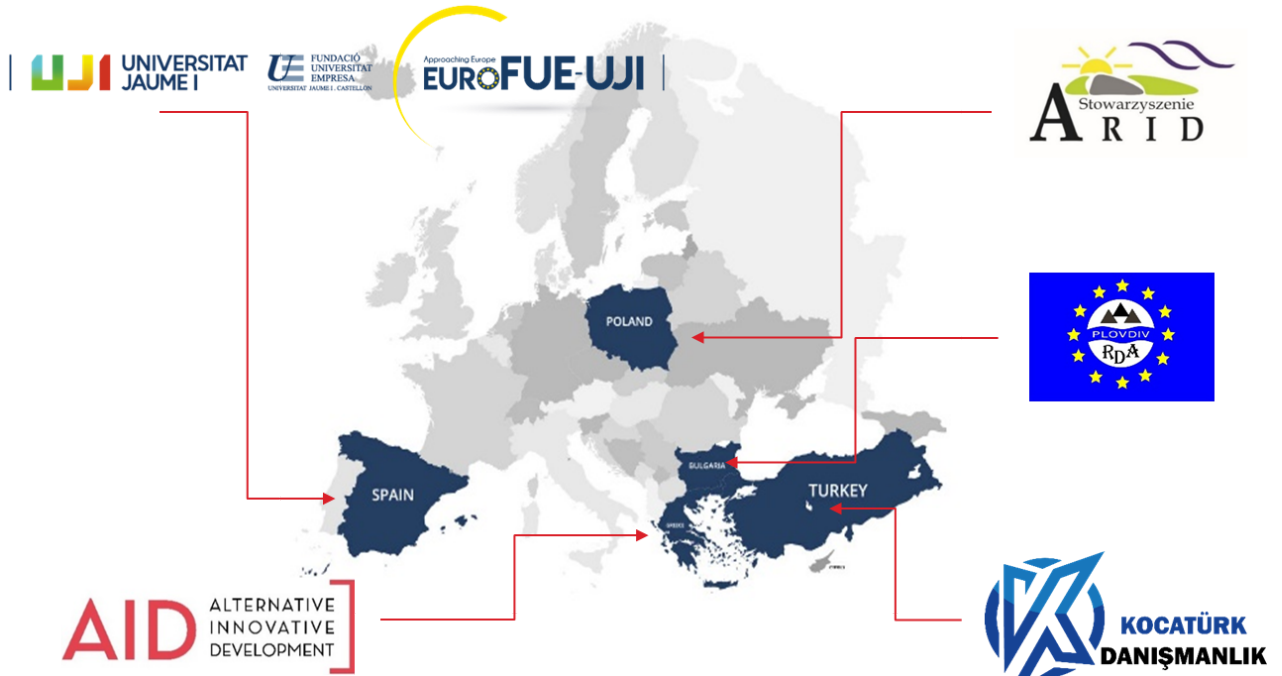 UNIVERSITAT
JAUME I
FUNDACIÓ
UNIVERSITAT
EMPRESA
UNIVERSITAT JAUME I . CASTELLÓN
Approaching Europe
EUROFUE-UJI
Stowarzyszenie
ARID
POLAND
PLOVDIV
RDA
BULGARIA
SPAIN
TURKEY
GREECE
AID
ALTERNATIVE
INNOVATIVE
DEVELOPMENT
KOCATÜRK
DANIŞMANLIK